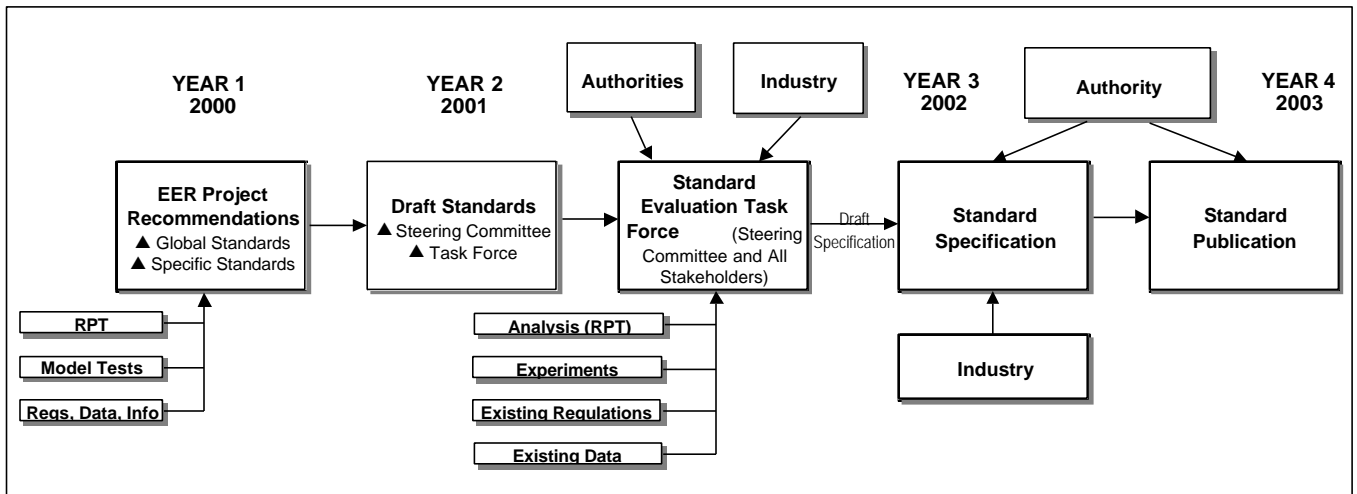 YEAR 1
2000
YEAR 2
2001
Authorities
Industry
YEAR 3
2002
Authority
YEAR 4
2003
EER Project
Recommendations
▲ Global Standards
▲ Specific Standards
Draft Standards
▲ Steering Committee
▲ Task Force
Standard
Evaluation Task
Force (Steering
Committee and All
Stakeholders)
Draft
Specification
Standard
Specification
Standard
Publication
RPT
Model Tests
Regs, Data, Info
Analysis (RPT)
Experiments
Existing Regulations
Existing Data
Industry